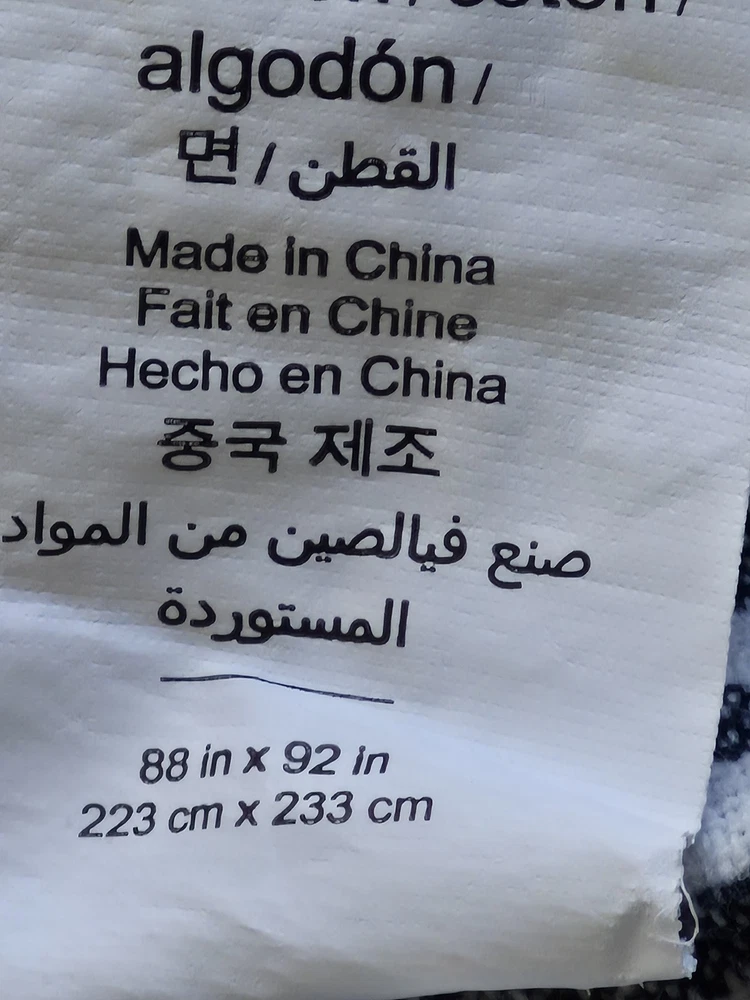 algodón /
면 / القطن
Made in China
Fait en Chine
Hecho en China
중국 제조
صنع فيالصين من المواد
المستوردة
88 in x 92 in
223 cm x 233 cm